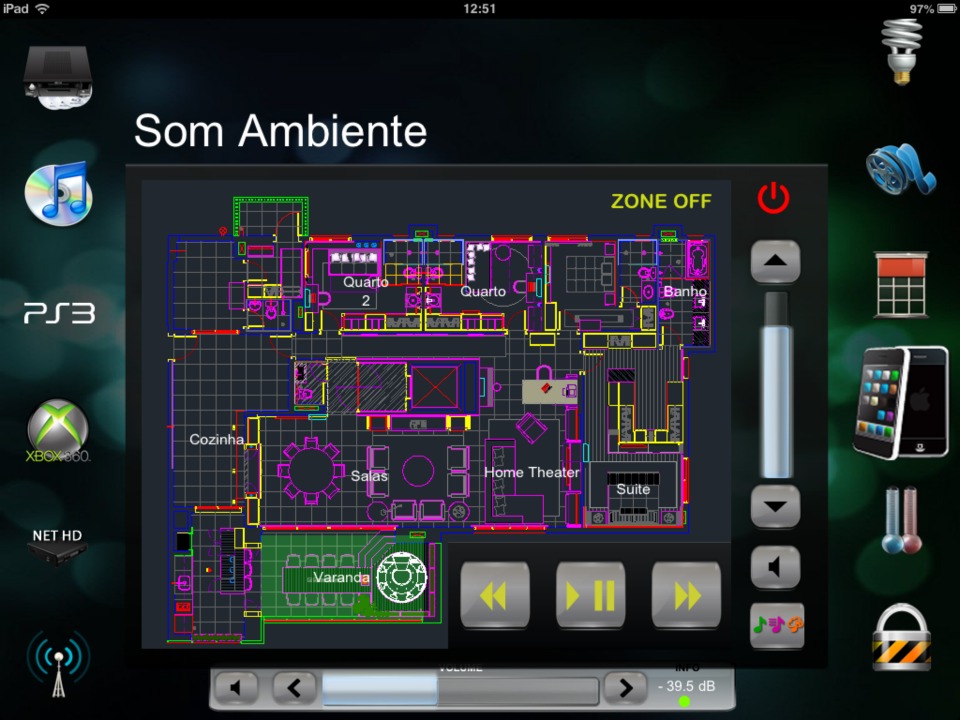 iPad
12:51
97%
Som Ambiente
ZONE OFF
Quarto
2
Quarto
Banho
PS3
Cozinha
Salas
Home Theater
Suite
XBOX 360.
NET HD
Varanda
VOLUME
INFO
- 39.5 dB